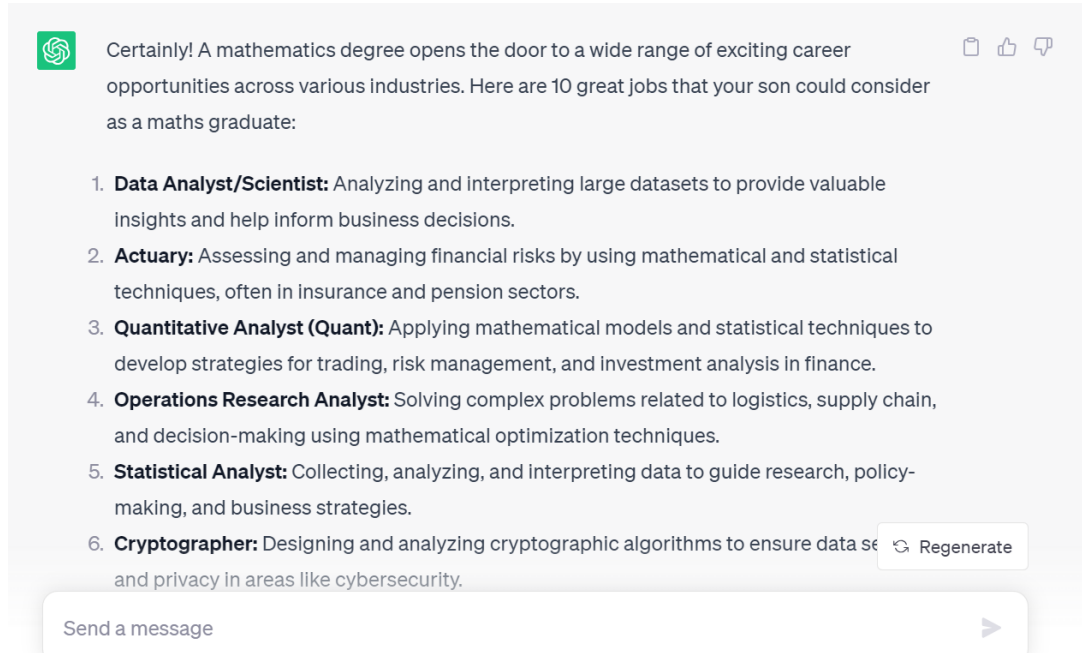 Certainly! A mathematics degree opens the door to a wide range of exciting career
opportunities across various industries. Here are 10 great jobs that your son could consider
as a maths graduate:
1. Data Analyst/Scientist: Analyzing and interpreting large datasets to provide valuable
insights and help inform business decisions.
2. Actuary: Assessing and managing financial risks by using mathematical and statistical
techniques, often in insurance and pension sectors.
3. Quantitative Analyst (Quant): Applying mathematical models and statistical techniques to
develop strategies for trading, risk management, and investment analysis in finance.
4. Operations Research Analyst: Solving complex problems related to logistics, supply chain,
and decision-making using mathematical optimization techniques.
5. Statistical Analyst: Collecting, analyzing, and interpreting data to guide research, policy-
making, and business strategies.
6. Cryptographer: Designing and analyzing cryptographic algorithms to ensure data
and privacy in areas like cybersecurity.
Regenerate
Send a message